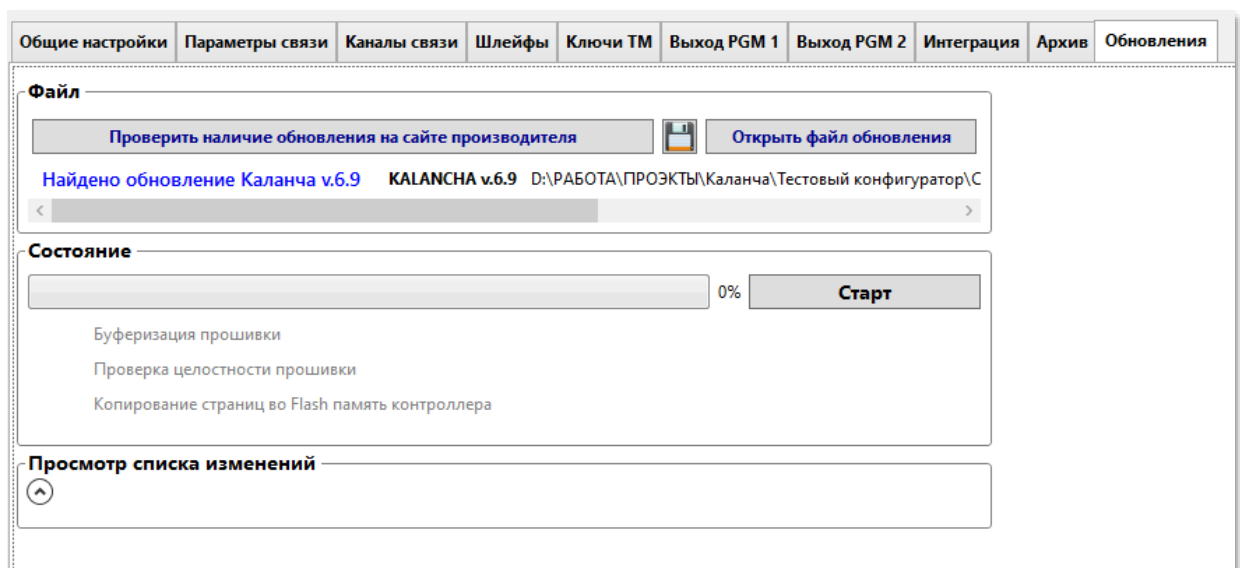 Общие настройки Параметры связи Каналы связи Шлейфы Ключи TM Выход PGM 1 Выход PGM 2 Интеграция Архив Обновления
Файл
Проверить наличие обновления на сайте производителя Открыть файл обновления
Найдено обновление Каланча v.6.9 KALANCHA v.6.9 D:\РАБОТА\ПРОЭКТЫ\Каланча\Тестовый конфигуратор\С
Состояние
0% Старт
Буферизация прошивки
Проверка целостности прошивки
Копирование страниц во Flash память контроллера
Просмотр списка изменений